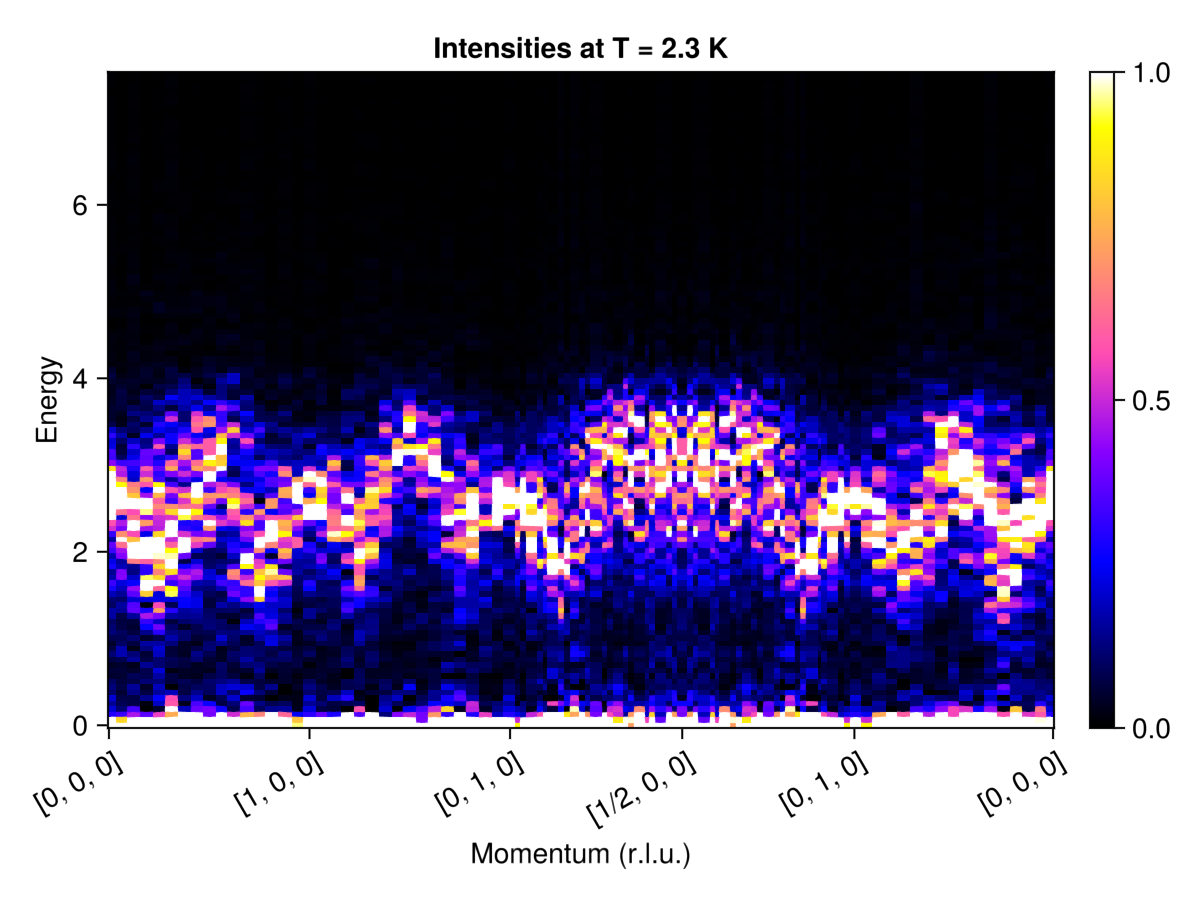 Intensities at T = 2.3 K
1.0
6
4
0.5
2
0
0.0
Energy
[0, 0, 0]
[1, 0, 0]
[0, 1, 0]
[1/2, 0, 0]
[0, 1, 0]
[0, 0, 0]
Momentum (r.l.u.)